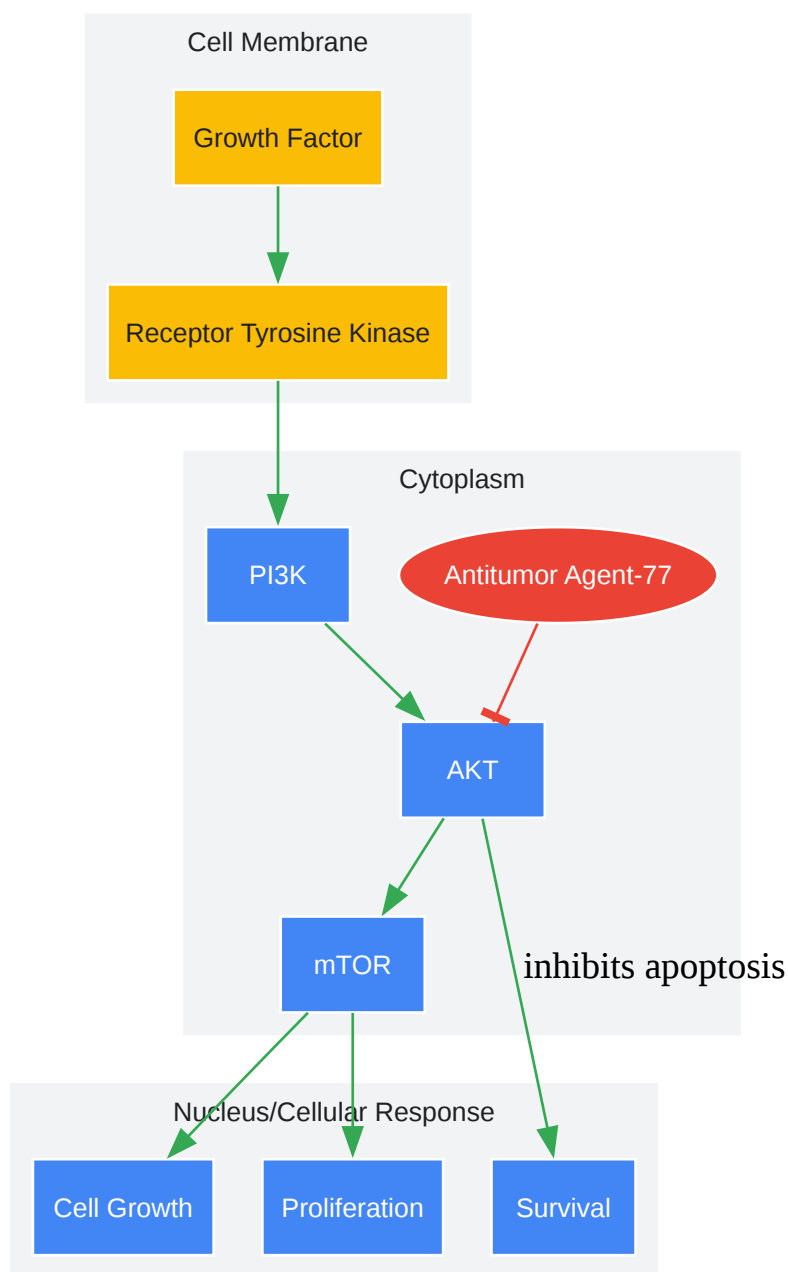 Cell Membrane
Growth Factor
Receptor Tyrosine Kinase
Cytoplasm
PI3K
Antitumor Agent-77
AKT
mTOR
inhibits apoptosis
Nucleus/Cellular Response
Cell Growth
Proliferation
Survival